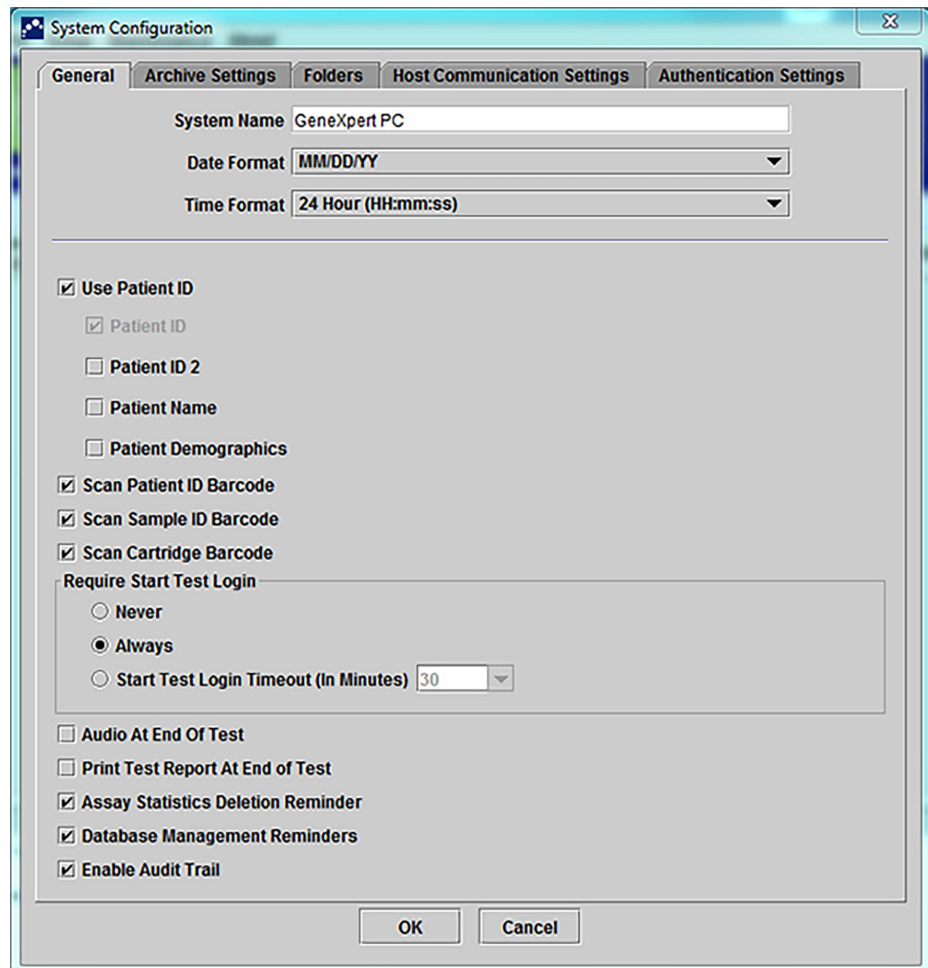 System Configuration
General Archive Settings Folders Host Communication Settings Authentication Settings
System Name GeneXpert PC
Date Format MM/DD/YY
Time Format 24 Hour (HH:mm:ss)
Use Patient ID
Patient ID
Patient ID 2
Patient Name
Patient Demographics
Scan Patient ID Barcode
Scan Sample ID Barcode
Scan Cartridge Barcode
Require Start Test Login
Never
Always
Start Test Login Timeout (In Minutes) 30
Audio At End Of Test
Print Test Report At End of Test
Assay Statistics Deletion Reminder
Database Management Reminders
Enable Audit Trail
OK Cancel